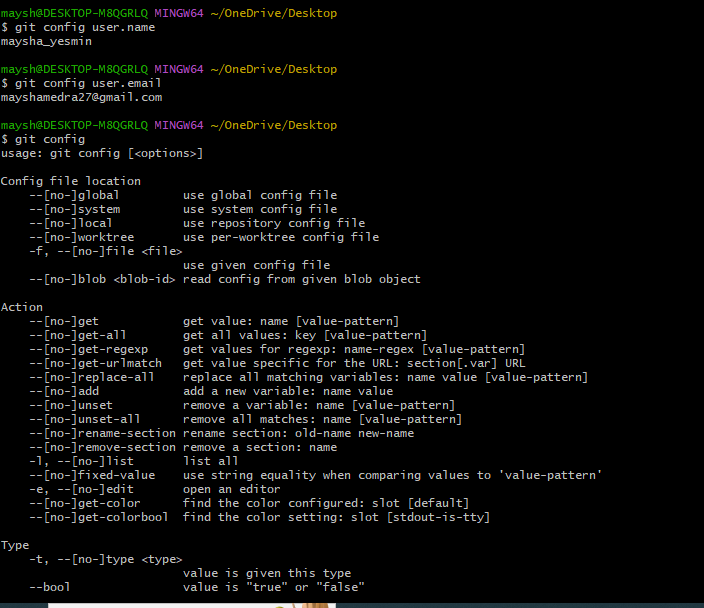 maysh@DESKTOP-M8QGRLQ MINGW64 ~/OneDrive/Desktop
$ git config user.name
maysha_yesmin
maysh@DESKTOP-M8QGRLQ MINGW64 ~/OneDrive/Desktop
$ git config user.email
mayshamedra27@gmail.com
maysh@DESKTOP-M8QGRLQ MINGW64 ~/OneDrive/Desktop
$ git config
usage: git config [<options>]
Config file location
    --[no-]global         use global config file
    --[no-]system         use system config file
    --[no-]local          use repository config file
    --[no-]worktree       use per-worktree config file
    -f, --[no-]file <file>
                          use given config file
    --[no-]blob <blob-id> read config from given blob object
Action
    --[no-]get            get value: name [value-pattern]
    --[no-]get-all        get all values: key [value-pattern]
    --[no-]get-regexp     get values for regexp: name-regex [value-pattern]
    --[no-]get-urlmatch   get value specific for the URL: section[.var] URL
    --[no-]replace-all    replace all matching variables: name value [value-pattern]
    --[no-]add            add a new variable: name value
    --[no-]unset          remove a variable: name [value-pattern]
    --[no-]unset-all      remove all matches: name [value-pattern]
    --[no-]rename-section rename section: old-name new-name
    --[no-]remove-section remove a section: name
    -l, --[no-]list       list all
    --[no-]fixed-value    use string equality when comparing values to 'value-pattern'
    -e, --[no-]edit       open an editor
    --[no-]get-color      find the color configured: slot [default]
    --[no-]get-colorbool  find the color setting: slot [stdout-is-tty]
Type
    -t, --[no-]type <type>
                          value is given this type
    --bool                value is "true" or "false"